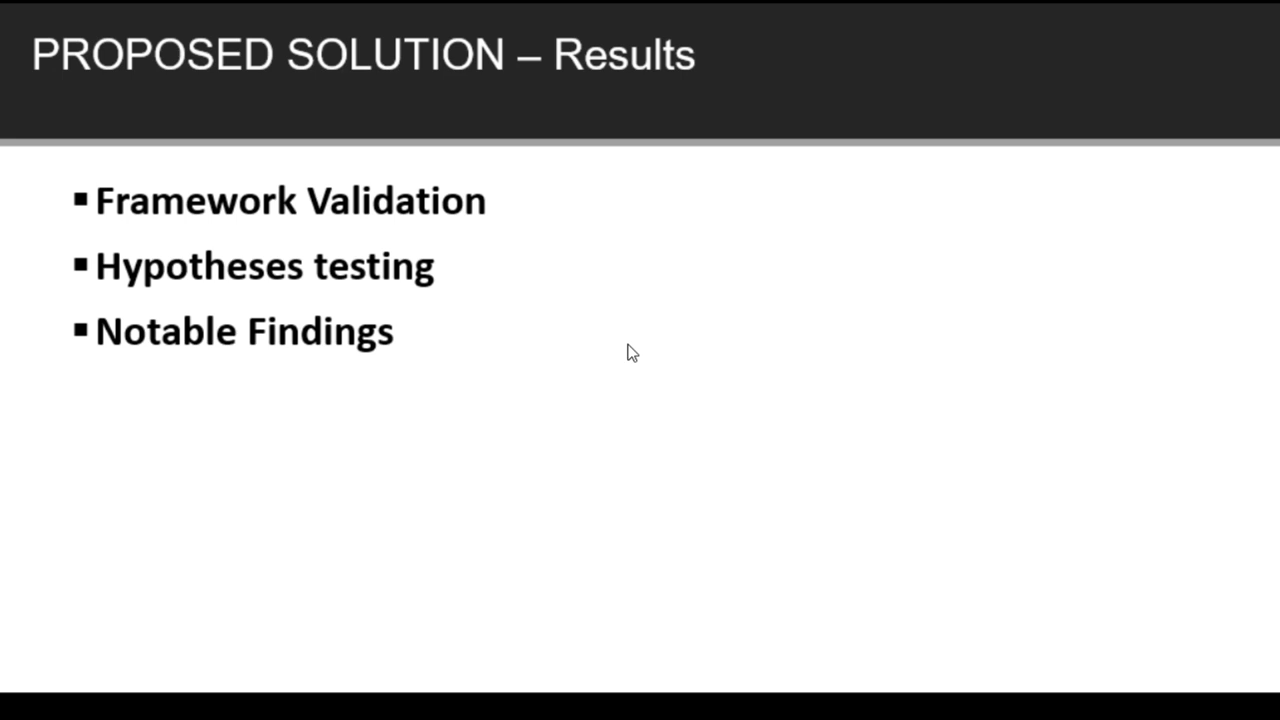 PROPOSED SOLUTION – Results
▪ Framework Validation
▪ Hypotheses testing
▪ Notable Findings